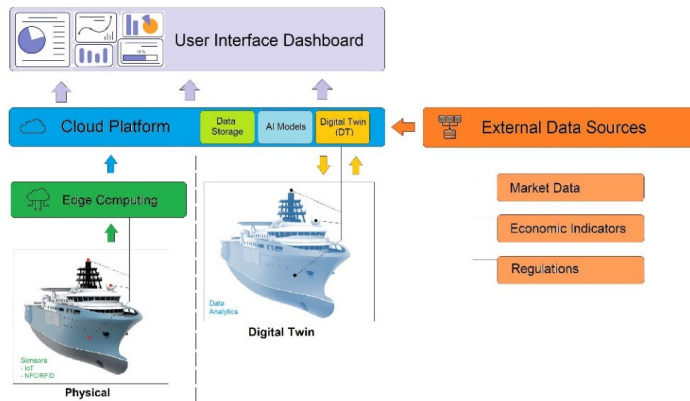 User Interface Dashboard
Cloud Platform
Data
Storage
AI Models
Digital Twin
(DT)
External Data Sources
Edge Computing
Market Data
Economic Indicators
Regulations
Data
Analytics
Digital Twin
Sensors
- IoT
- NFC/RFID
Physical